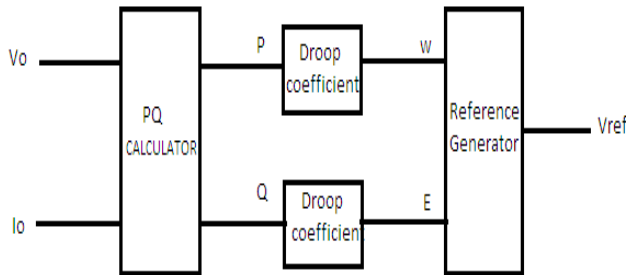 Vo
Io
PQ
CALCULATOR
P
Q
Droop
coefficient
Droop
coefficient
w
E
Reference
Generator
Vref